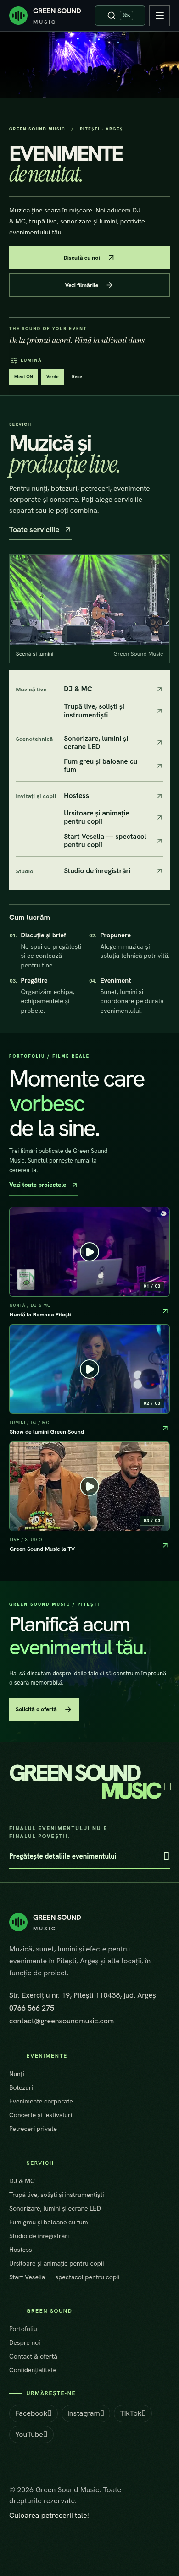 GREEN SOUND
MUSIC
⌘K
GREEN SOUND MUSIC / PITEȘTI · ARGEȘ
EVENIMENTE
de neuitat.
Muzica ține seara în mișcare. Noi aducem DJ
& MC, trupă live, sonorizare și lumini, potrivite
evenimentului tău.
Discută cu noi
Vezi filmările
THE SOUND OF YOUR EVENT
De la primul acord. Până la ultimul dans.
LUMINĂ
Efect ON
Verde
Rece
SERVICII
Muzică și
producție live.
Pentru nunți, botezuri, petreceri, evenimente
corporate și concerte. Poți alege serviciile
separat sau le poți combina.
Toate serviciile
Scenă și lumini
Green Sound Music
Muzică live
DJ & MC
Trupă live, soliști și
instrumentiști
Scenotehnică
Sonorizare, lumini și
ecrane LED
Fum greu și baloane cu
fum
Invitați și copii
Hostess
Ursitoare și animație
pentru copii
Start Veselia — spectacol
pentru copii
Studio
Studio de înregistrări
Cum lucrăm
01. Discuție și brief
Ne spui ce pregătești
și ce contează
pentru tine.
02. Propunere
Alegem muzica și
soluția tehnică potrivită.
03. Pregătire
Organizăm echipa,
echipamentele și
probele.
04. Eveniment
Sunet, lumini și
coordonare pe durata
evenimentului.
PORTOFOLIU / FILME REALE
Momente care
vorbesc
de la sine.
Trei filmări publicate de Green Sound
Music. Sunetul pornește numai la
cererea ta.
Vezi toate proiectele
01 / 03
NUNTĂ / DJ & MC
Nuntă la Ramada Pitești
02 / 03
LUMINI / DJ / MC
Show de lumini Green Sound
03 / 03
LIVE / STUDIO
Green Sound Music la TV
GREEN SOUND MUSIC / PITEȘTI
Planifică acum
evenimentul tău.
Hai să discutăm despre ideile tale și să construim împreună
o seară memorabilă.
Solicită o ofertă
GREEN SOUND
MUSIC
FINALUL EVENIMENTULUI NU E
FINALUL POVEȘTII.
Pregătește detaliile evenimentului
GREEN SOUND
MUSIC
Muzică, sunet, lumini și efecte pentru
evenimente în Pitești, Argeș și alte locații, în
funcție de proiect.
Str. Exercițiu nr. 19, Pitești 110438, jud. Argeș
0766 566 275
contact@greensoundmusic.com
EVENIMENTE
Nunți
Botezuri
Evenimente corporate
Concerte și festivaluri
Petreceri private
SERVICII
DJ & MC
Trupă live, soliști și instrumentiști
Sonorizare, lumini și ecrane LED
Fum greu și baloane cu fum
Studio de înregistrări
Hostess
Ursitoare și animație pentru copii
Start Veselia — spectacol pentru copii
GREEN SOUND
Portofoliu
Despre noi
Contact & ofertă
Confidențialitate
URMĂREȘTE-NE
Facebook
Instagram
TikTok
YouTube
© 2026 Green Sound Music. Toate
drepturile rezervate.
Culoarea petrecerii tale!